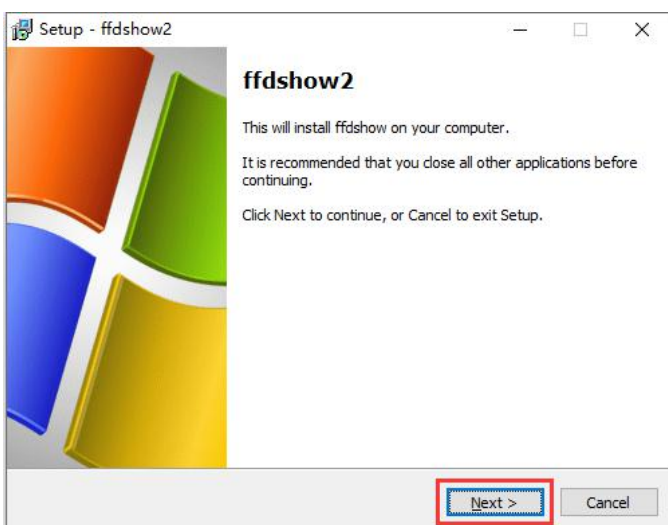 Setup - ffdshow2
ffdshow2
This will install ffdshow on your computer.
It is recommended that you close all other applications before
continuing.
Click Next to continue, or Cancel to exit Setup.
Next >
Cancel